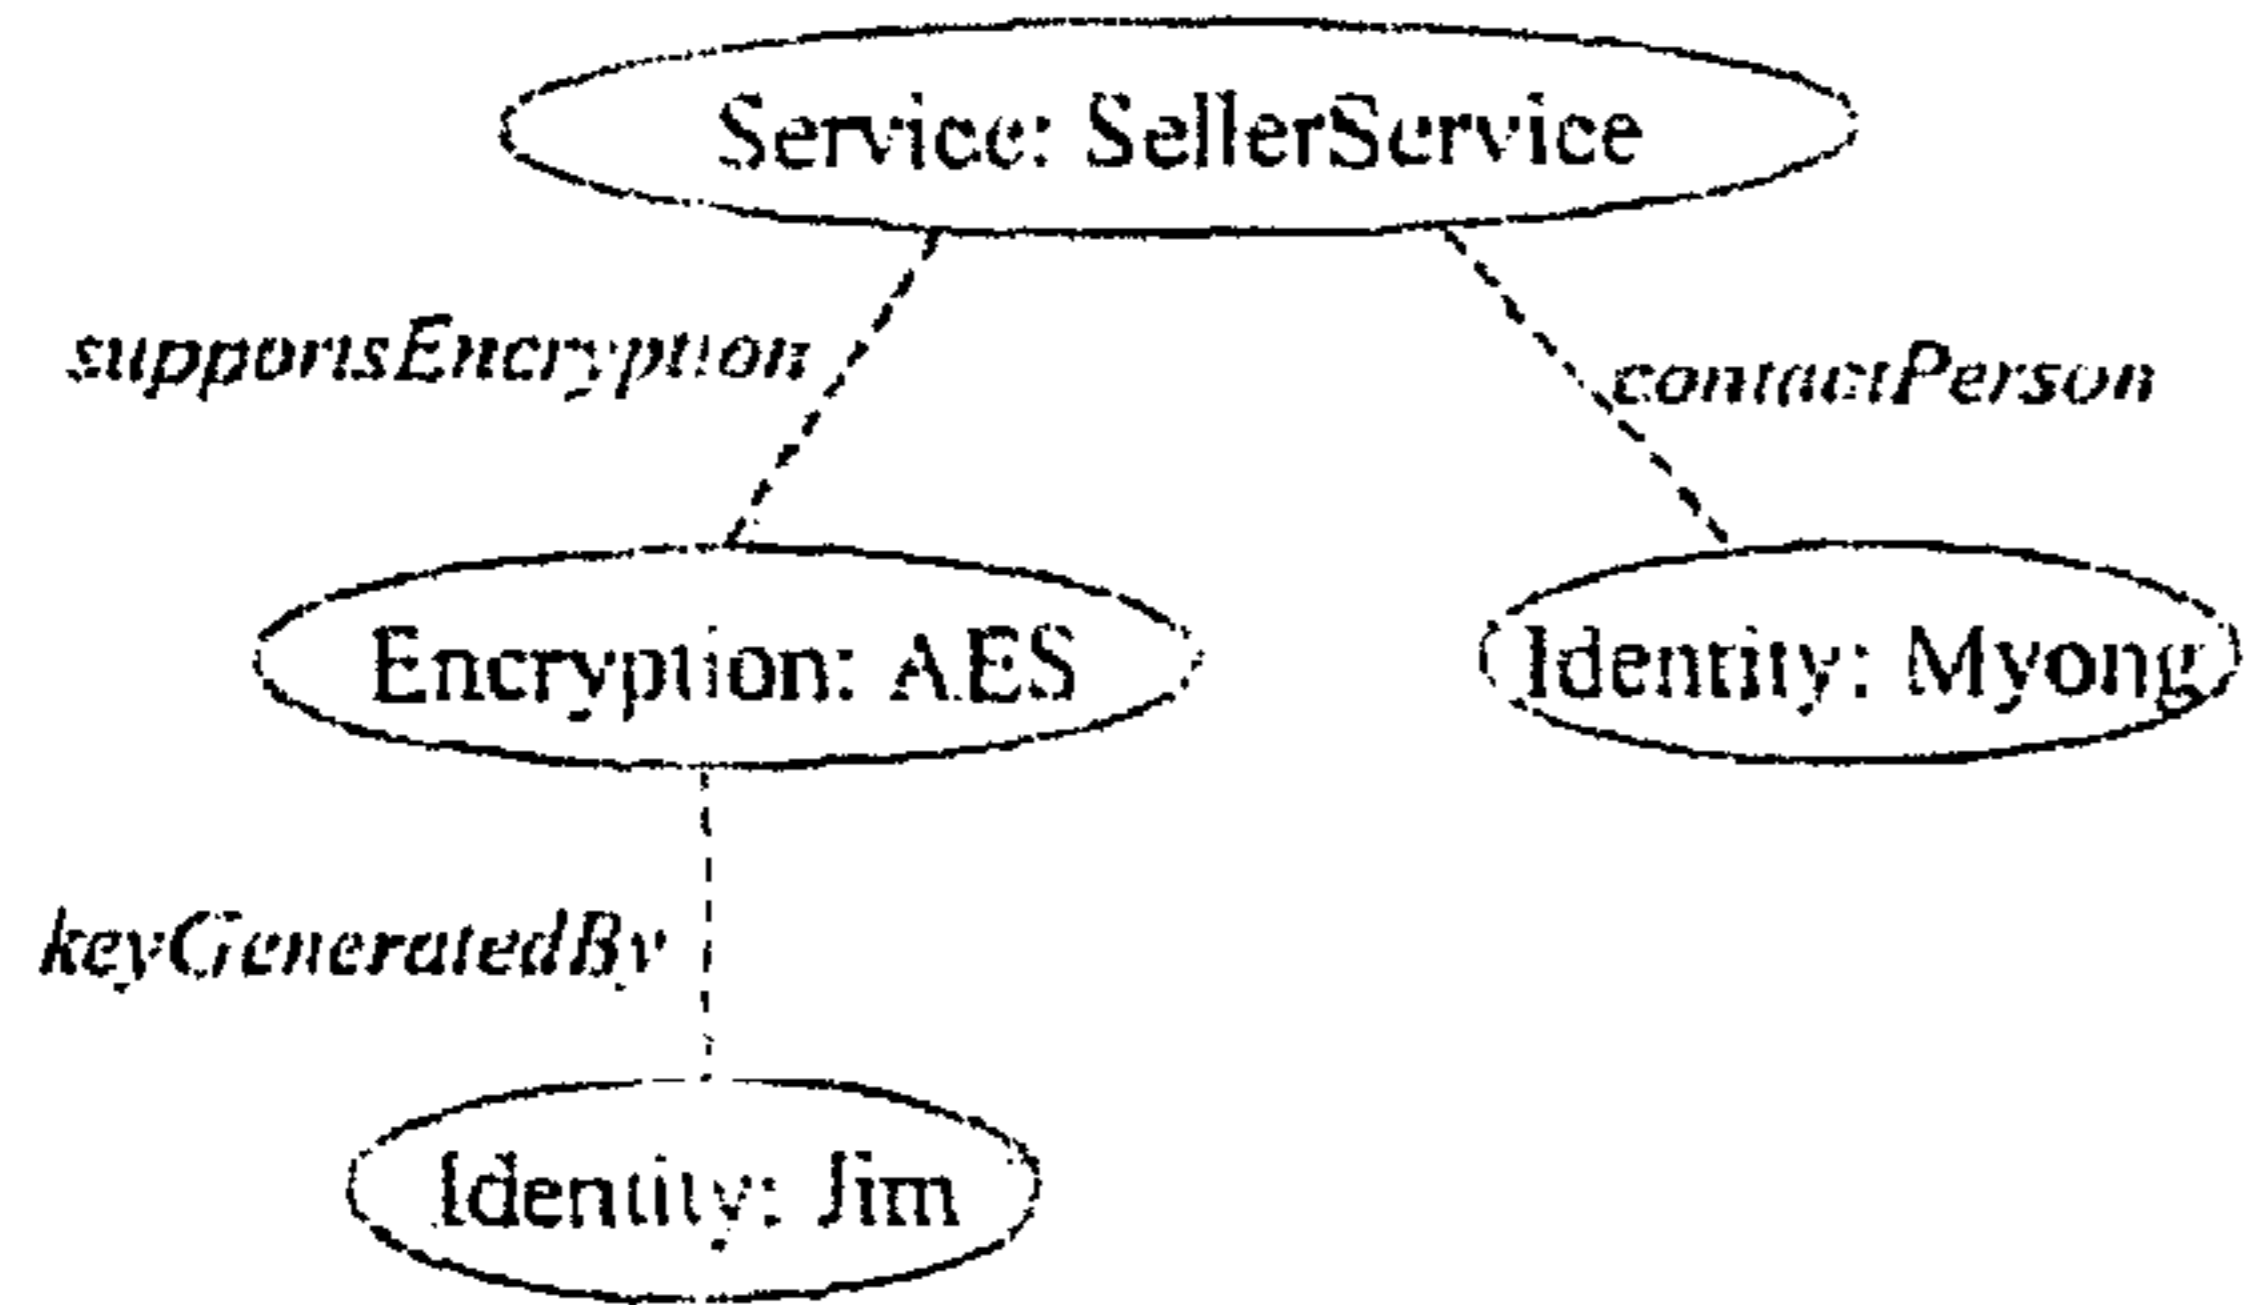 Service: SellerService
supportsEncryption
contactPerson
Encryption: AES
Identity: Myong
keyGeneratedBy
Identity: Jim